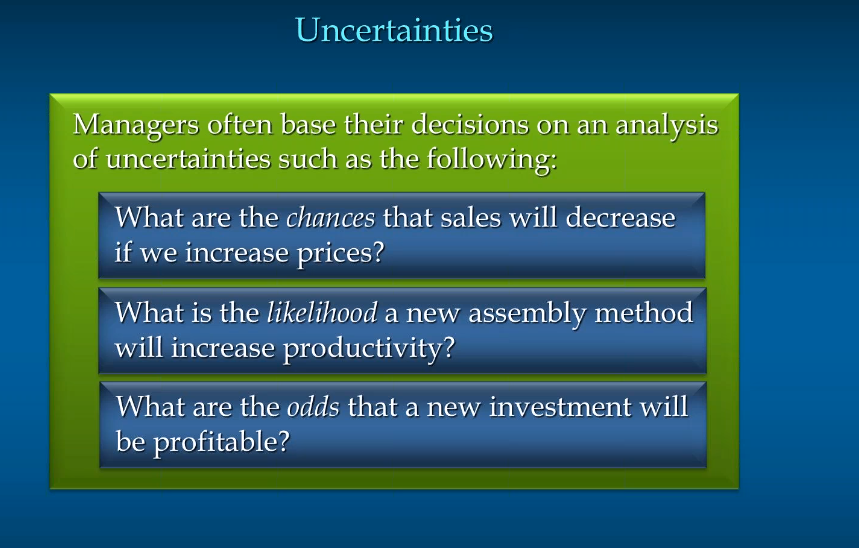 Uncertainties
Managers often base their decisions on an analysis
of uncertainties such as the following:
What are the chances that sales will decrease
if we increase prices?
What is the likelihood a new assembly method
will increase productivity?
What are the odds that a new investment will
be profitable?